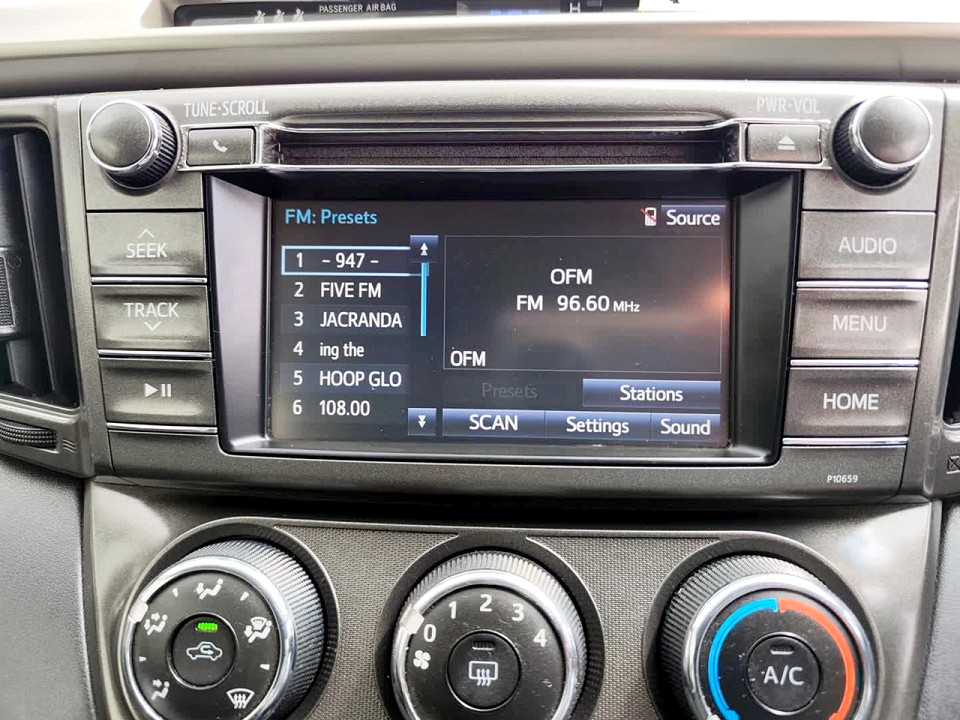 PASSENGER AIR BAG
TUNE•SCROLL
PWR•VOL
SEEK
TRACK
AUDIO
MENU
HOME
P10659
FM: Presets
Source
1 – 947 –
2 FIVE FM
3 JACRANDA
4 ing the
5 HOOP GLO
6 108.00
OFM
FM 96.60 MHz
OFM
Presets
Stations
SCAN
Settings
Sound
0 1 2 3 4
A/C